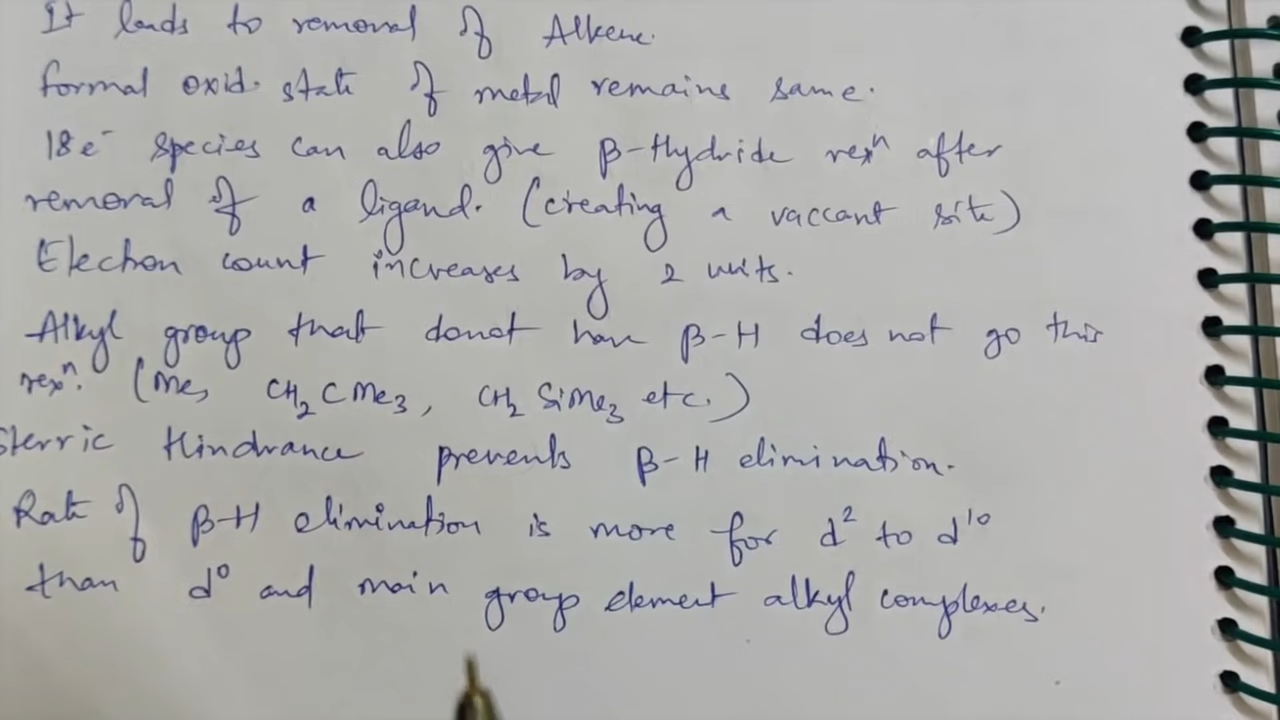 It leads to removal of Alkene.
formal oxid. state of metal remains same.
18e⁻ species can also give β-Hydride rexⁿ after
removal of a ligand. (creating a vaccant site)
Electron count increases by 2 units.
Alkyl group that donot have β-H does not go this
rexⁿ. (Me, CH₂CMe₃, CH₂SiMe₃ etc.)
Sterric Hindrance prevents β-H elimination.
Rate of β-H elimination is more for d² to d¹⁰
than d⁰ and main group element alkyl complexes.